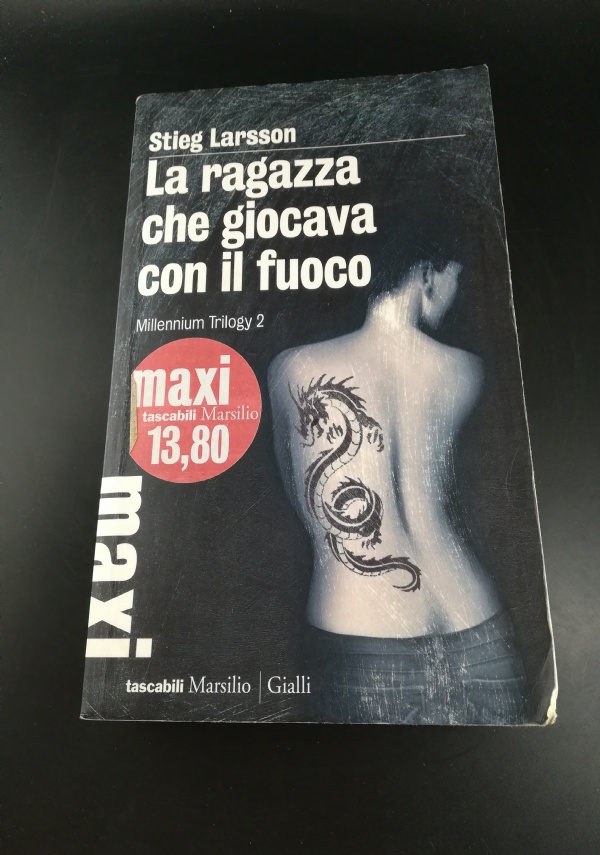 Stieg Larsson
La ragazza
che giocava
con il fuoco
Millennium Trilogy 2
maxi
tascabili Marsilio
13,80
maxi
tascabili Marsilio | Gialli